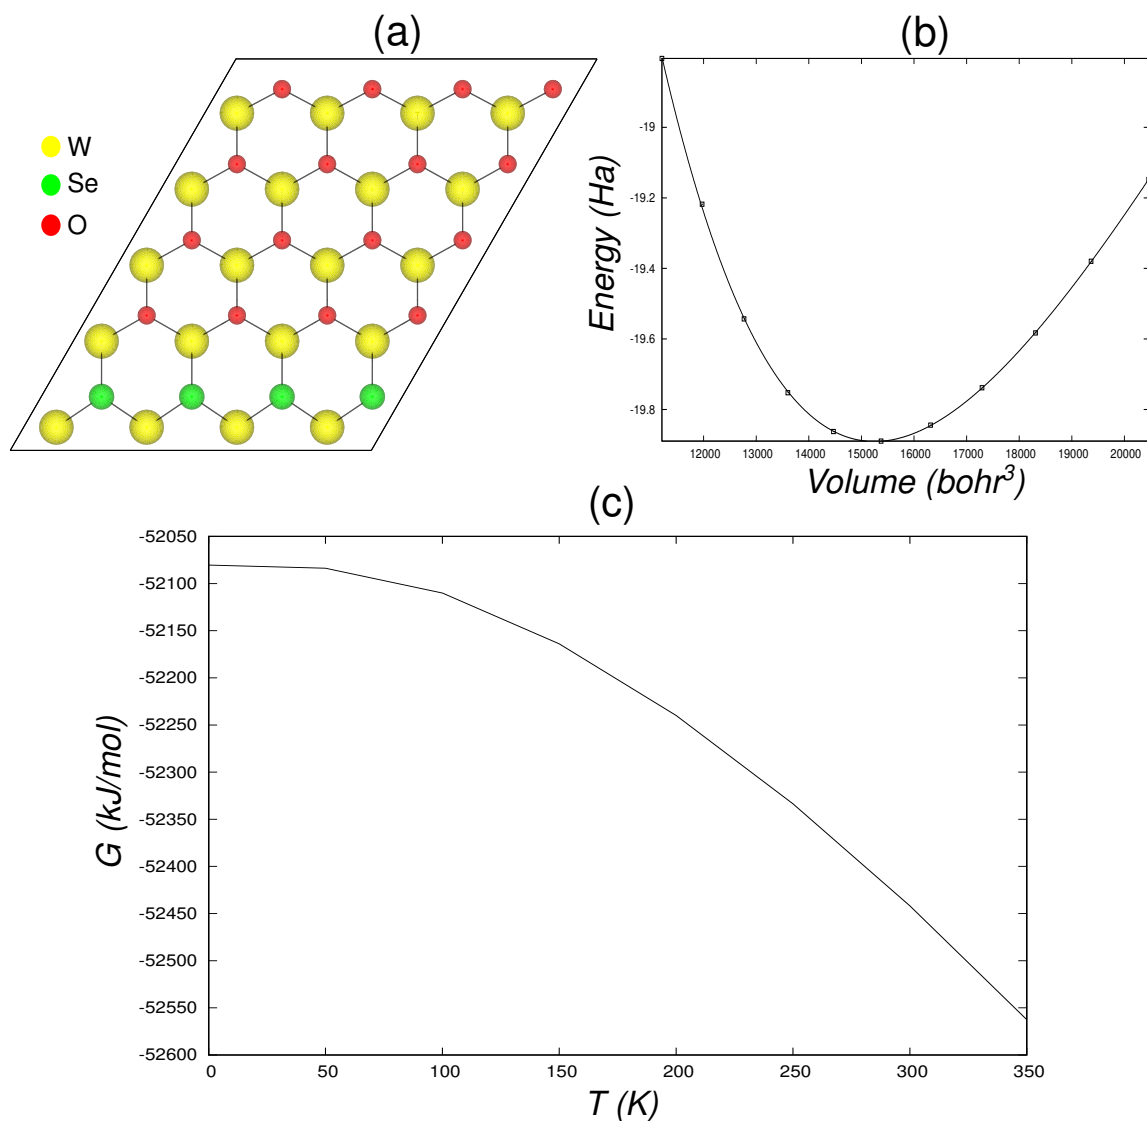 (a)
W
Se
O
(b)
Energy (Ha)
-19
-19.2
-19.4
-19.6
-19.8
12000 13000 14000 15000 16000 17000 18000 19000 20000
Volume (bohr³)
(c)
G (kJ/mol)
-52050
-52100
-52150
-52200
-52250
-52300
-52350
-52400
-52450
-52500
-52550
-52600
0 50 100 150 200 250 300 350
T (K)